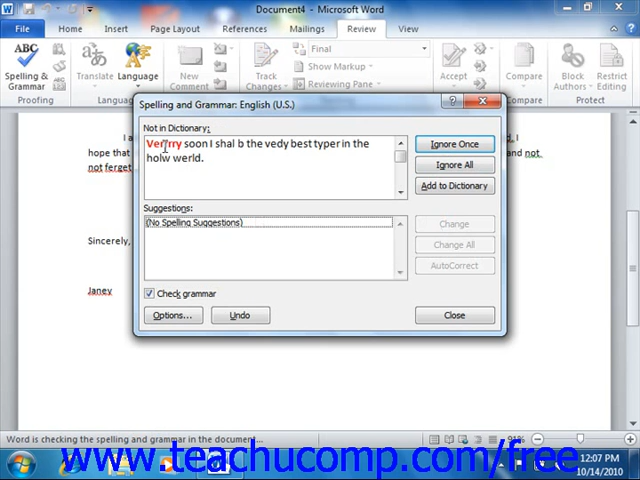 Document4 - Microsoft Word
File Home Insert Page Layout References Mailings Review View
ABC
Spelling & Grammar
Translate
Language
New Comment
Track Changes
Final
Show Markup
Reviewing Pane
Accept
Compare
Block Authors
Restrict Editing
Proofing
Spelling and Grammar: English (U.S.)
Not in Dictionary:
Verrrry soon I shal b the vedy best typer in the
holw werld.
Ignore Once
Ignore All
Add to Dictionary
Suggestions:
(No Spelling Suggestions)
Change
Change All
AutoCorrect
Check grammar
Options...
Undo
Close
I
hope that
and not
not ferget
Sincerely,
Janey
Word is checking the spelling and grammar in the document...
91%
www.teachucomp.com/free
12:07 PM
10/14/2010